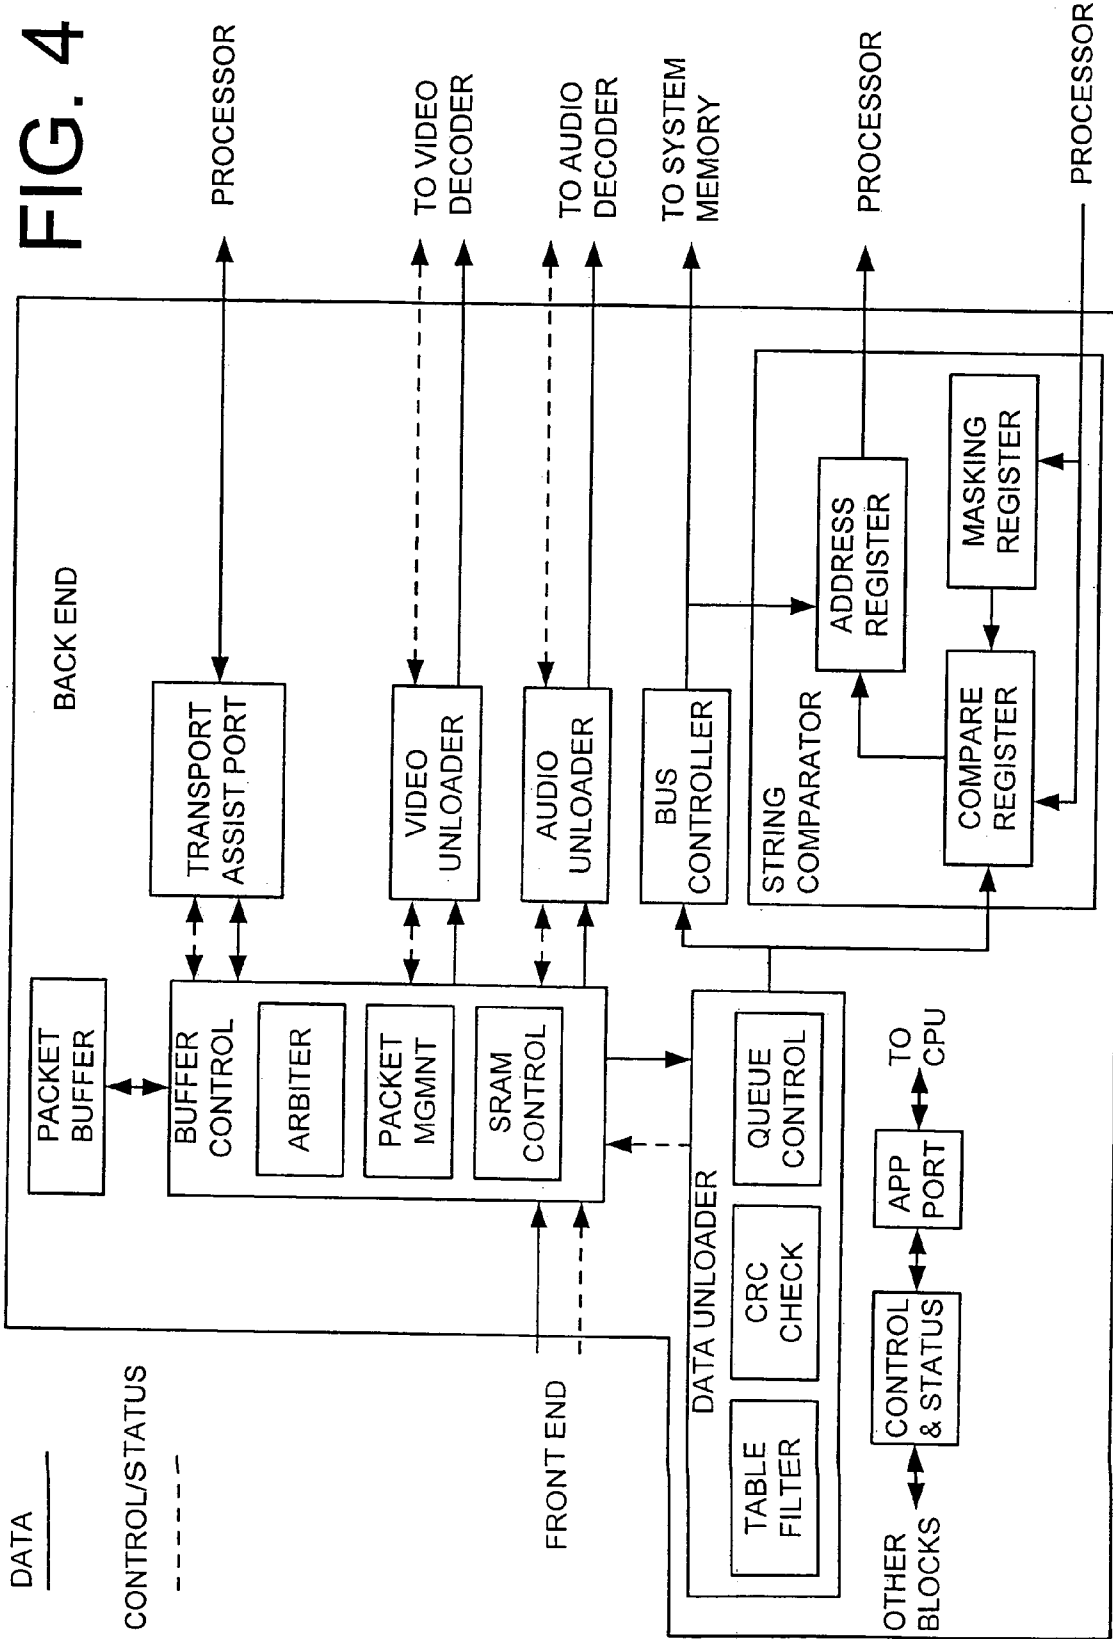 FIG. 4
DATA
CONTROL/STATUS
BACK END
PACKET
BUFFER
BUFFER
CONTROL
ARBITER
PACKET
MGMNT
SRAM
CONTROL
TRANSPORT
ASSIST PORT
PROCESSOR
VIDEO
UNLOADER
TO VIDEO
DECODER
AUDIO
UNLOADER
TO AUDIO
DECODER
FRONT END
BUS
CONTROLLER
TO SYSTEM
MEMORY
DATA UNLOADER
TABLE
FILTER
CRC
CHECK
QUEUE
CONTROL
STRING
COMPARATOR
ADDRESS
REGISTER
PROCESSOR
COMPARE
REGISTER
MASKING
REGISTER
PROCESSOR
OTHER
BLOCKS
CONTROL
& STATUS
APP
PORT
TO
CPU